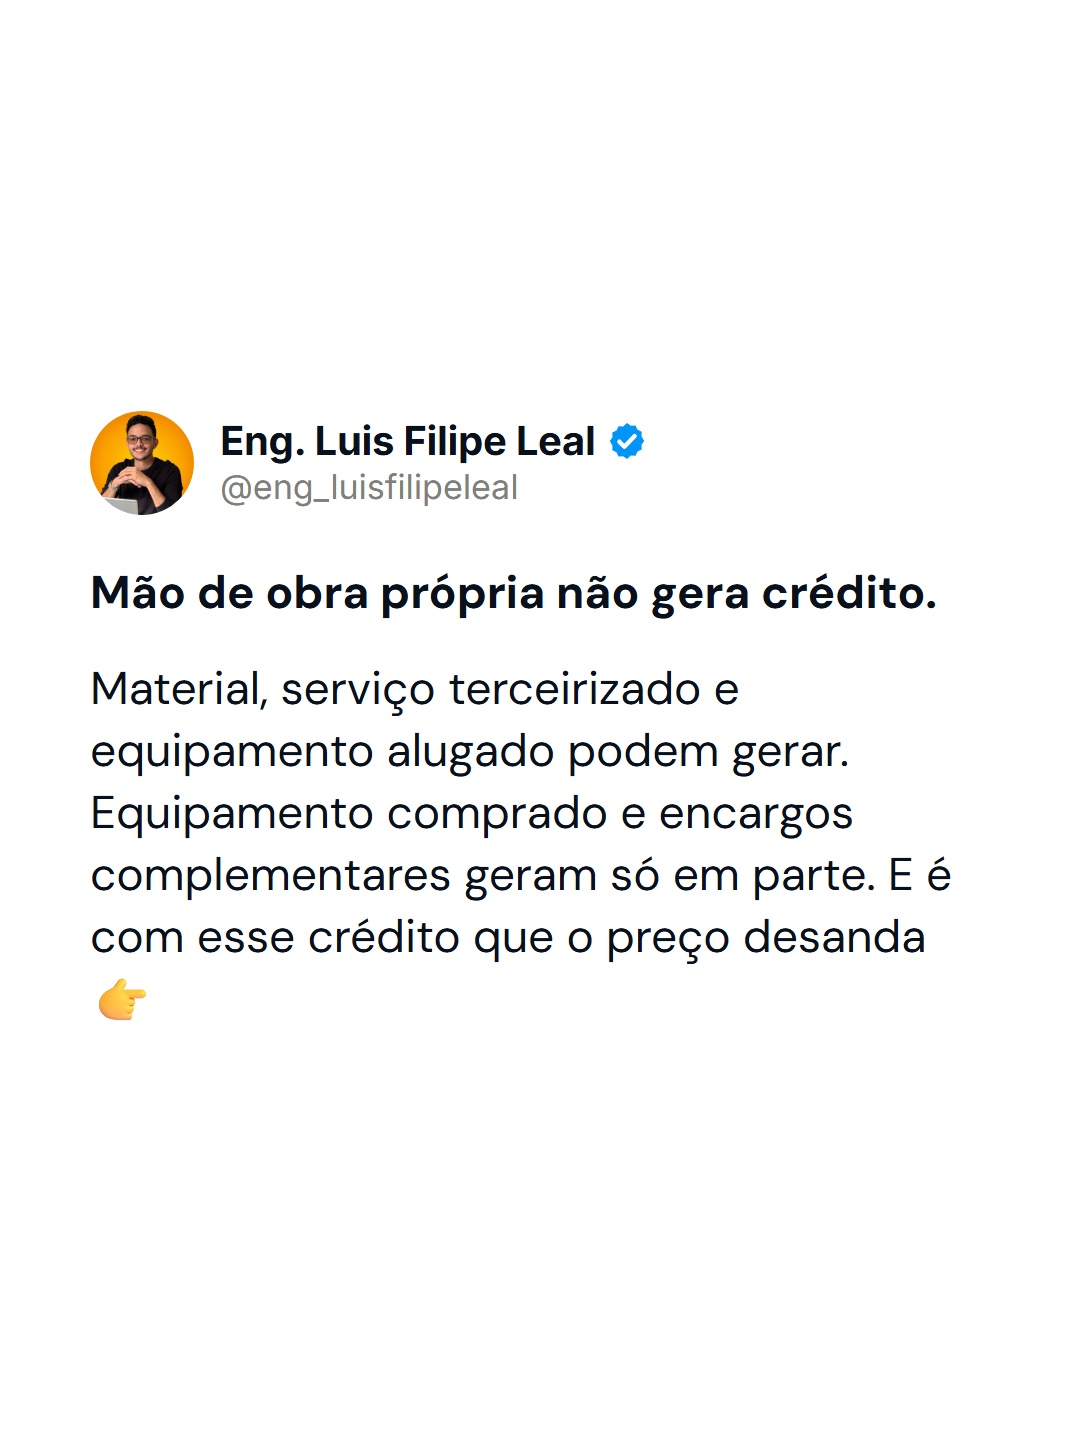 Eng. Luis Filipe Leal
@eng_luisfilipeleal
Mão de obra própria não gera crédito.
Material, serviço terceirizado e
equipamento alugado podem gerar.
Equipamento comprado e encargos
complementares geram só em parte. E é
com esse crédito que o preço desanda
👉